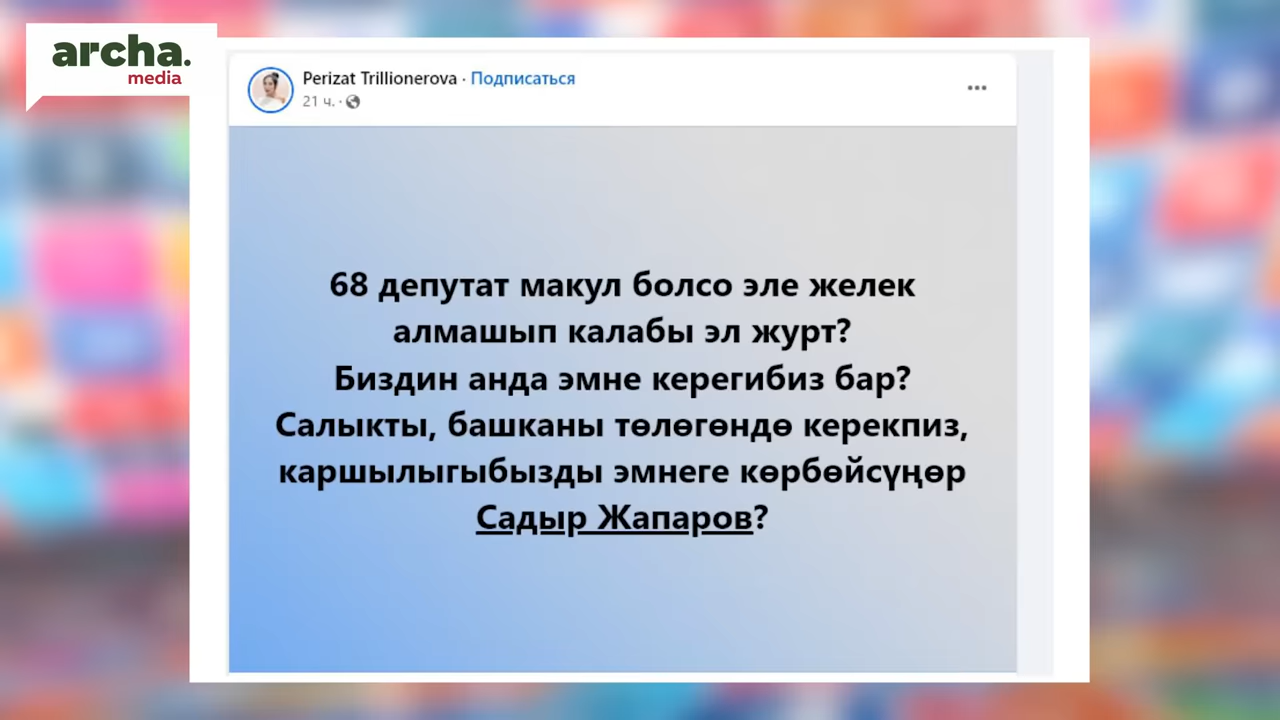 archa.
media
Perizat Trillionerova · Подписаться
21 ч. ·
68 депутат макул болсо эле желек
алмашып калабы эл журт?
Биздин анда эмне керегибиз бар?
Салыкты, башканы төлөгөндө керекпиз,
каршылыгыбызды эмнеге көрбөйсүңөр
Садыр Жапаров?